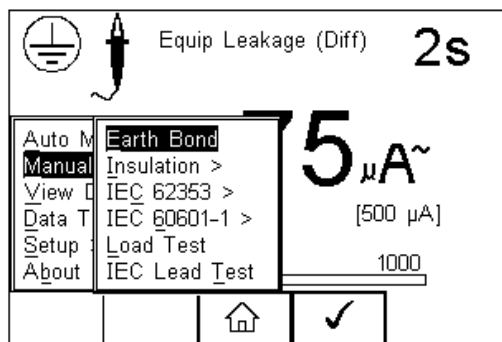 Equip Leakage (Diff)
2s
75 µA~
[500 µA]
1000
Auto M
Manual
View D
Data T
Setup
About
Earth Bond
Insulation >
IEC 62353 >
IEC 60601-1 >
Load Test
IEC Lead Test